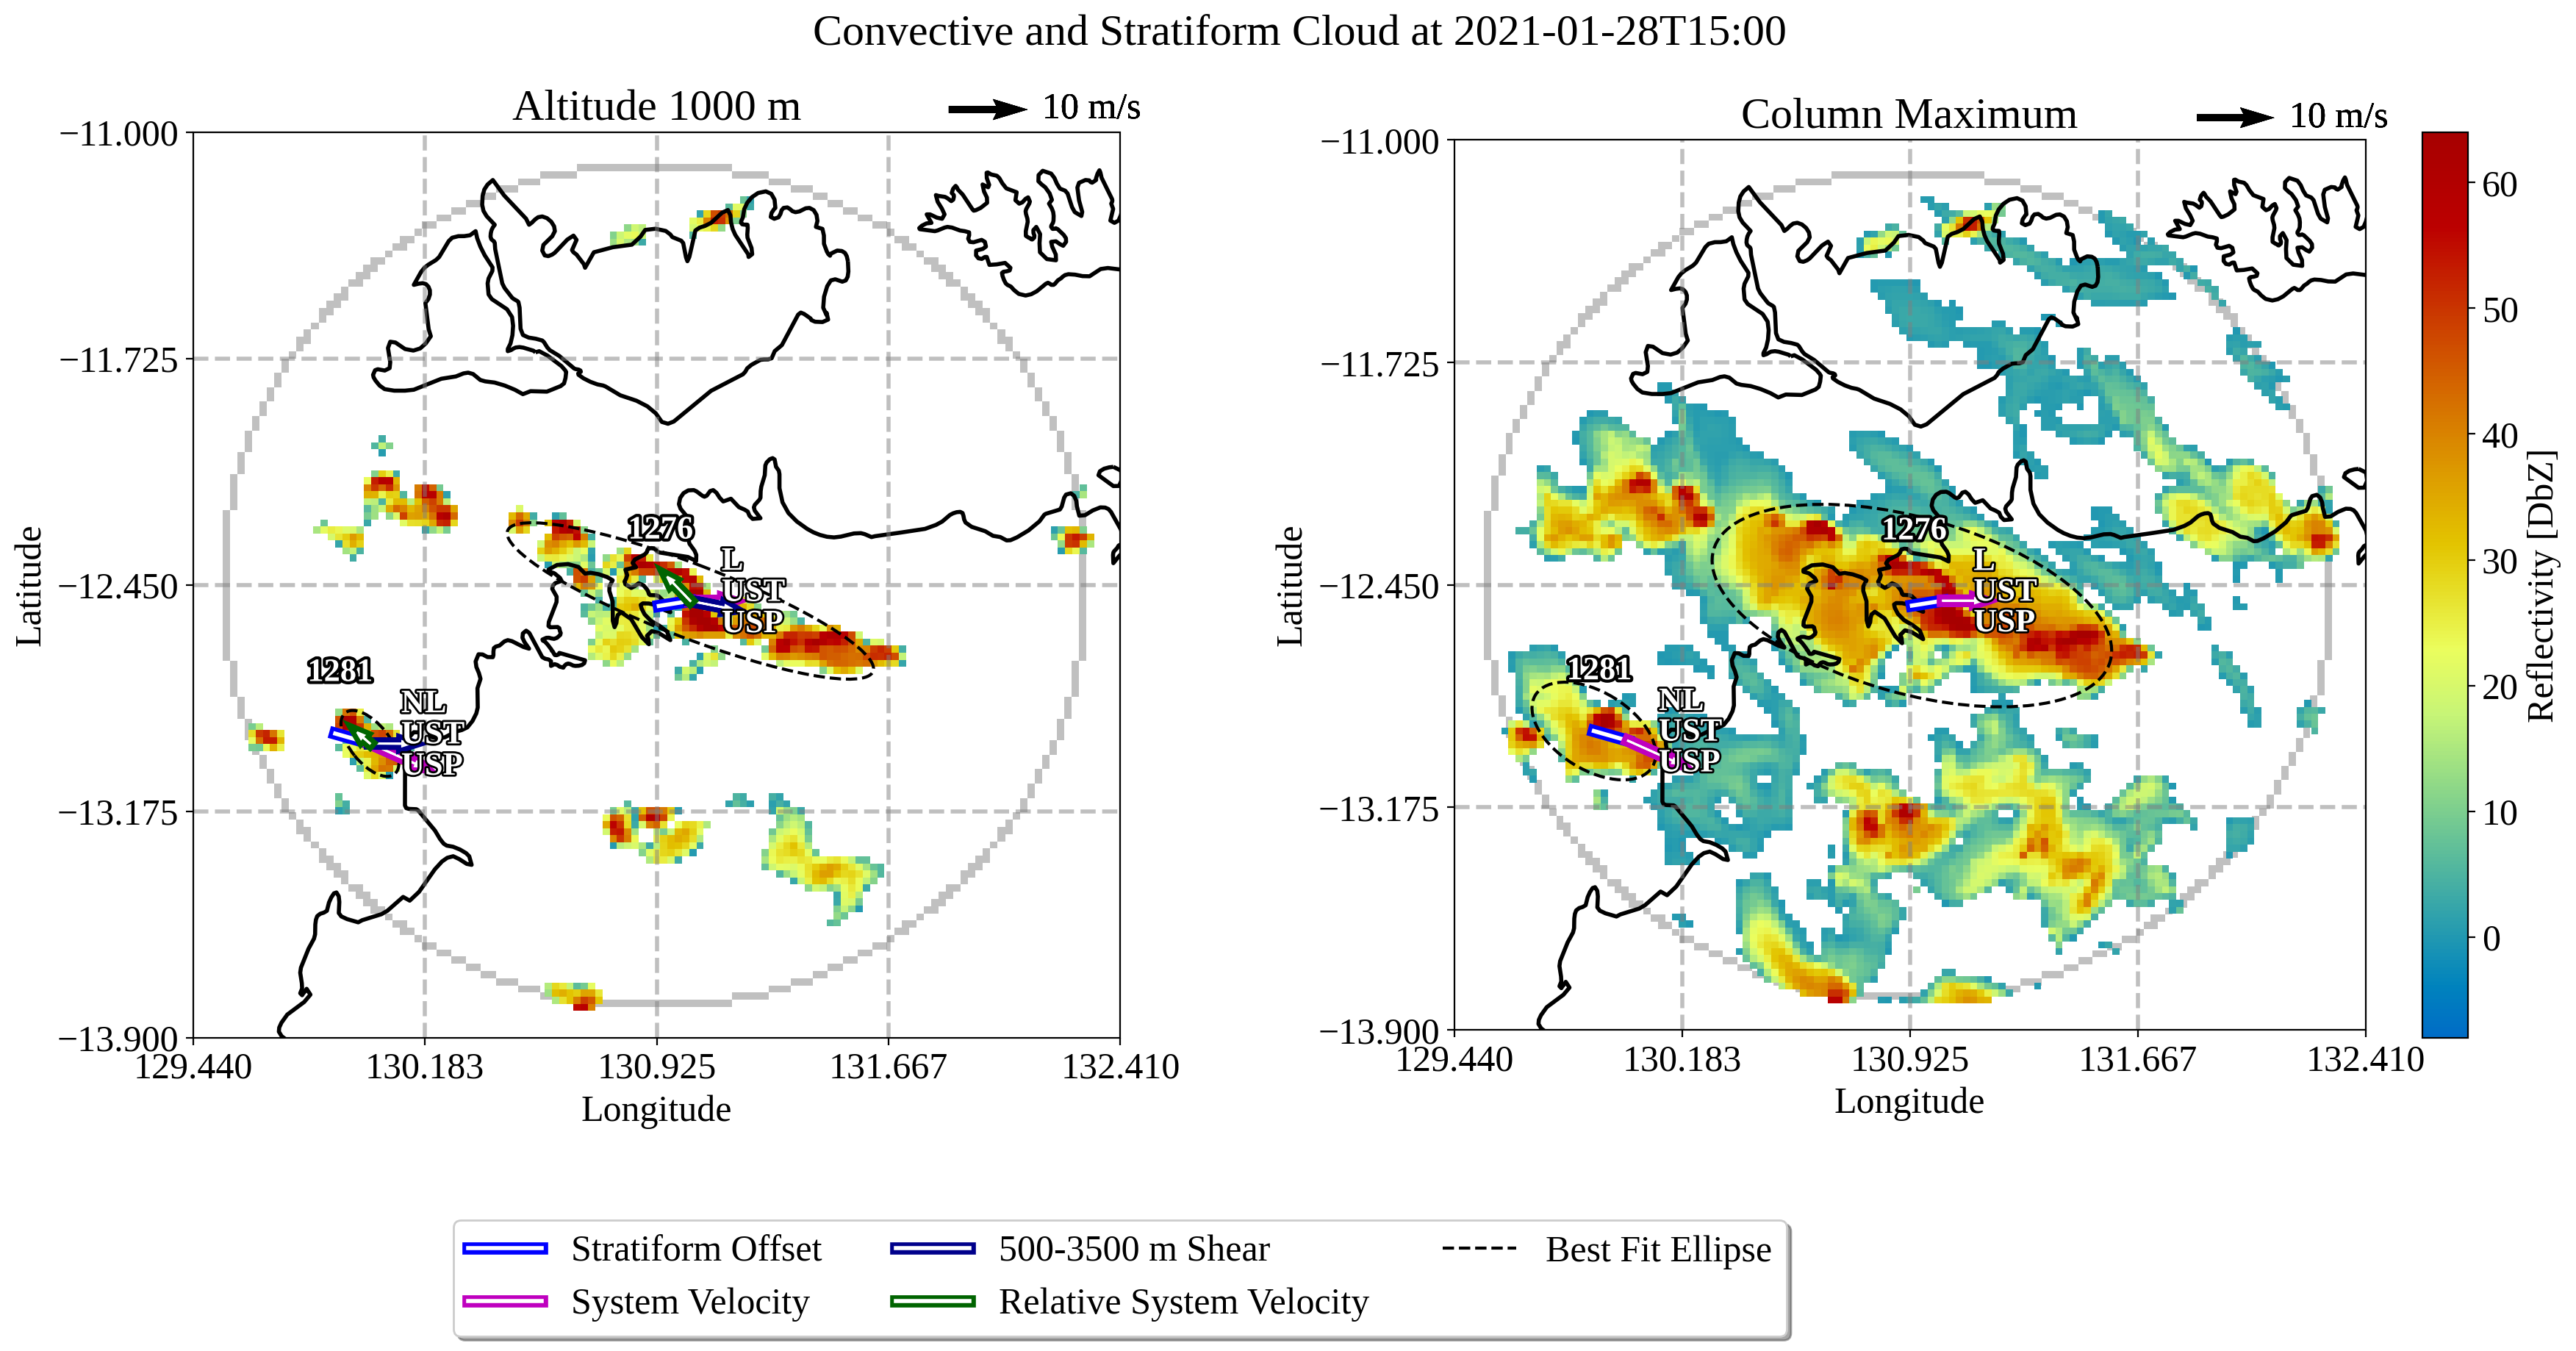 Convective and Stratiform Cloud at 2021-01-28T15:00
Altitude 1000 m
10 m/s
−11.000
−11.725
−12.450
−13.175
−13.900
Latitude
129.440
130.183
130.925
131.667
132.410
Longitude
1276
L
UST
USP
1281
NL
UST
USP
Column Maximum
10 m/s
−11.000
−11.725
−12.450
−13.175
−13.900
Latitude
129.440
130.183
130.925
131.667
132.410
Longitude
1276
L
UST
USP
1281
NL
UST
USP
60
50
40
30
20
10
0
Reflectivity [DbZ]
Stratiform Offset
System Velocity
500-3500 m Shear
Relative System Velocity
Best Fit Ellipse